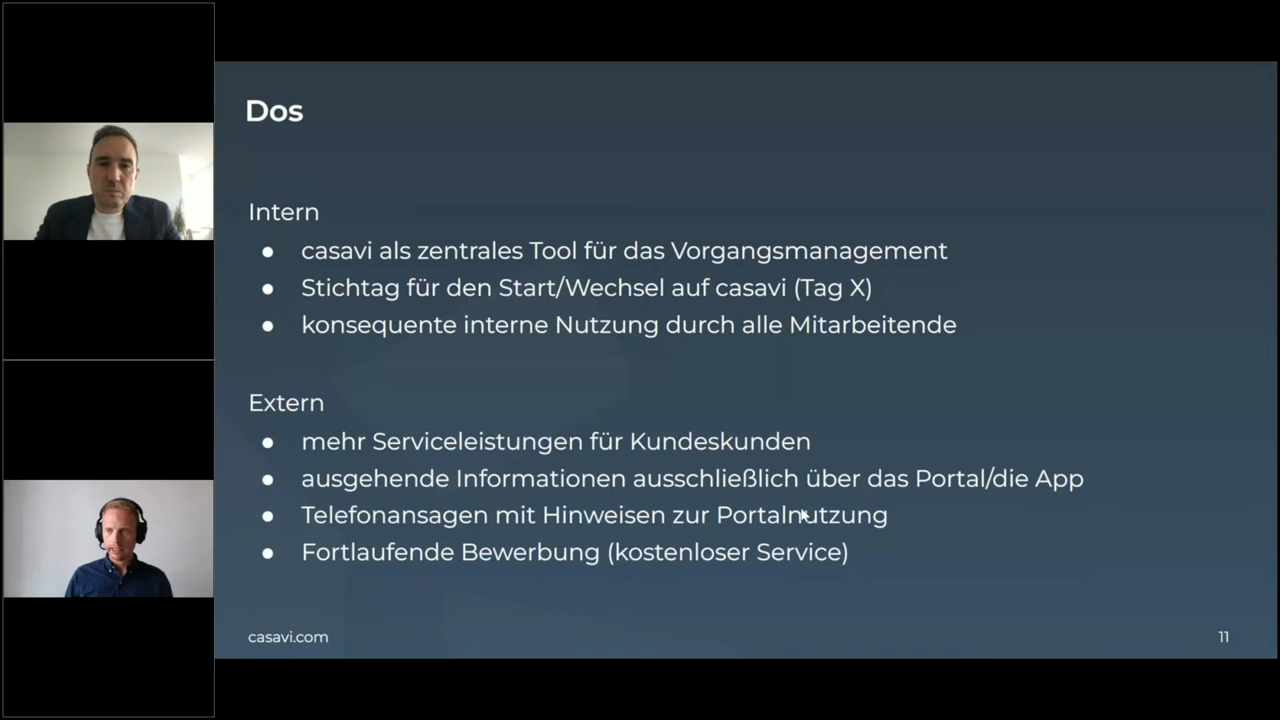 Dos
Intern
● casavi als zentrales Tool für das Vorgangsmanagement
● Stichtag für den Start/Wechsel auf casavi (Tag X)
● konsequente interne Nutzung durch alle Mitarbeitende
Extern
● mehr Serviceleistungen für Kundeskunden
● ausgehende Informationen ausschließlich über das Portal/die App
● Telefonansagen mit Hinweisen zur Portalnutzung
● Fortlaufende Bewerbung (kostenloser Service)
casavi.com
11